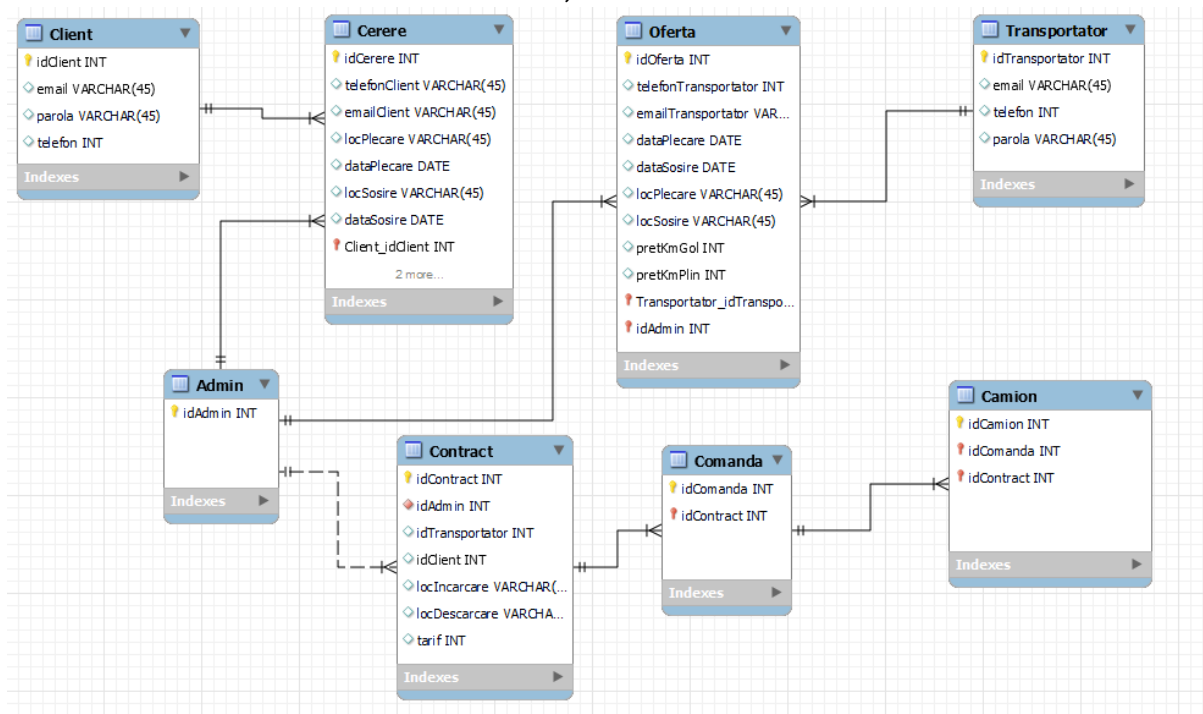 Client
idClient INT
email VARCHAR(45)
parola VARCHAR(45)
telefon INT
Indexes
Cerere
idCerere INT
telefonClient VARCHAR(45)
emailClient VARCHAR(45)
locPlecare VARCHAR(45)
dataPlecare DATE
locSosire VARCHAR(45)
dataSosire DATE
Client_idClient INT
2 more...
Indexes
Oferta
idOferta INT
telefonTransportator INT
emailTransportator VAR...
dataPlecare DATE
dataSosire DATE
locPlecare VARCHAR(45)
locSosire VARCHAR(45)
pretKmGol INT
pretKmPlin INT
Transportator_idTranspo...
idAdmin INT
Indexes
Transportator
idTransportator INT
email VARCHAR(45)
telefon INT
parola VARCHAR(45)
Indexes
Admin
idAdmin INT
Indexes
Contract
idContract INT
idAdmin INT
idTransportator INT
idClient INT
locIncarcare VARCHAR(...
locDescarcare VARCHA...
tarif INT
Indexes
Comanda
idComanda INT
idContract INT
Indexes
Camion
idCamion INT
idComanda INT
idContract INT
Indexes